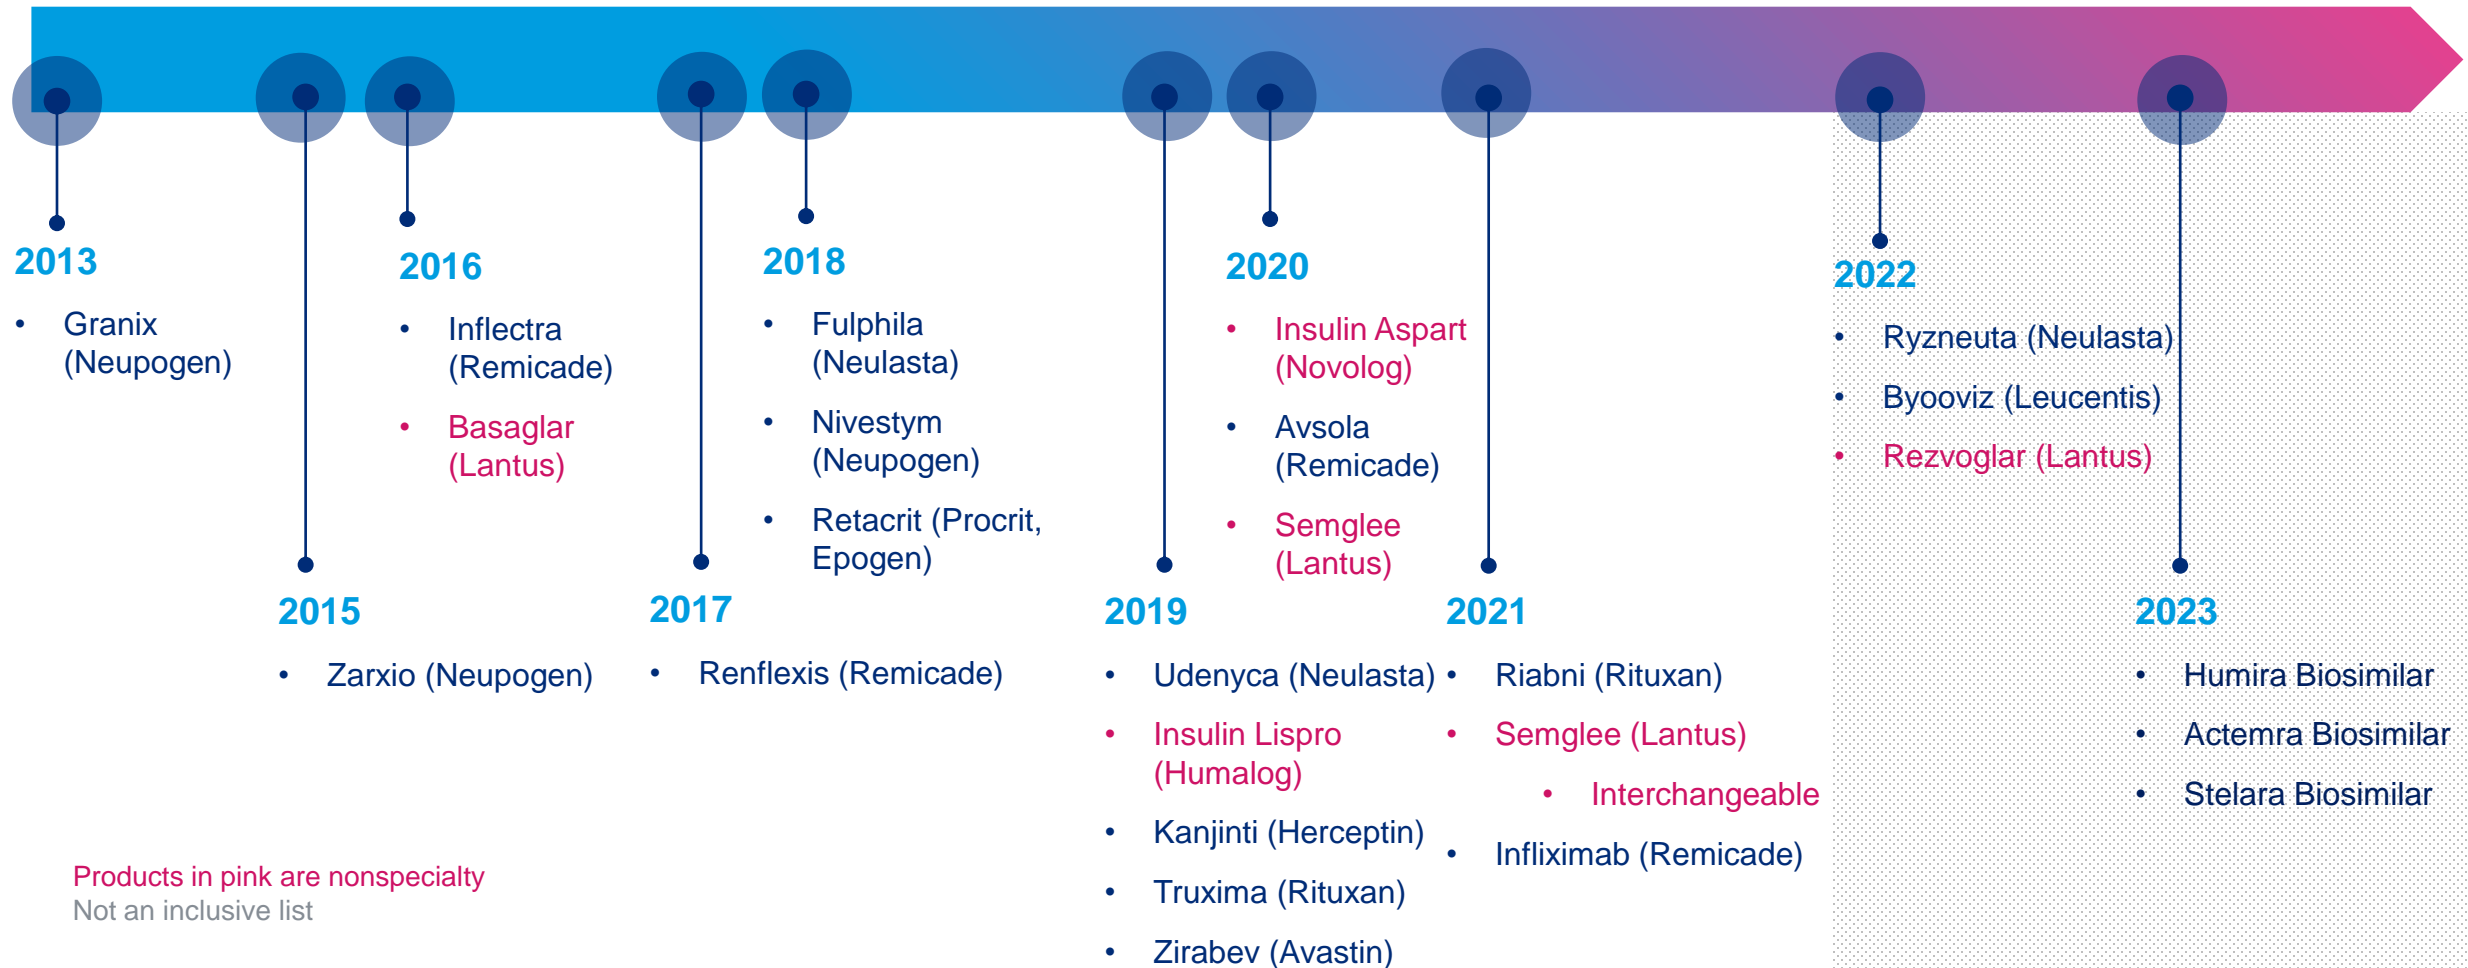 2013
• Granix
(Neupogen)
2015
• Zarxio (Neupogen)
2016
• Inflectra
(Remicade)
• Basaglar
(Lantus)
2017
• Renflexis (Remicade)
2018
• Fulphila
(Neulasta)
• Nivestym
(Neupogen)
• Retacrit (Procrit,
Epogen)
2019
• Udenyca (Neulasta)
• Insulin Lispro
(Humalog)
• Kanjinti (Herceptin)
• Truxima (Rituxan)
• Zirabev (Avastin)
2020
• Insulin Aspart
(Novolog)
• Avsola
(Remicade)
• Semglee
(Lantus)
2021
• Riabni (Rituxan)
• Semglee (Lantus)
• Interchangeable
• Infliximab (Remicade)
2022
• Ryzneuta (Neulasta)
• Byooviz (Leucentis)
• Rezvoglar (Lantus)
2023
• Humira Biosimilar
• Actemra Biosimilar
• Stelara Biosimilar
Products in pink are nonspecialty
Not an inclusive list